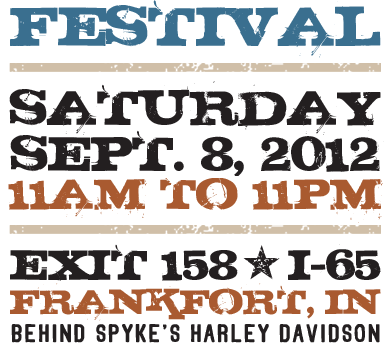 FESTIVAL
SATURDAY
SEPT. 8, 2012
11AM TO 11PM
EXIT 158 ★ I-65
FRANKFORT, IN
BEHIND SPYKE'S HARLEY DAVIDSON